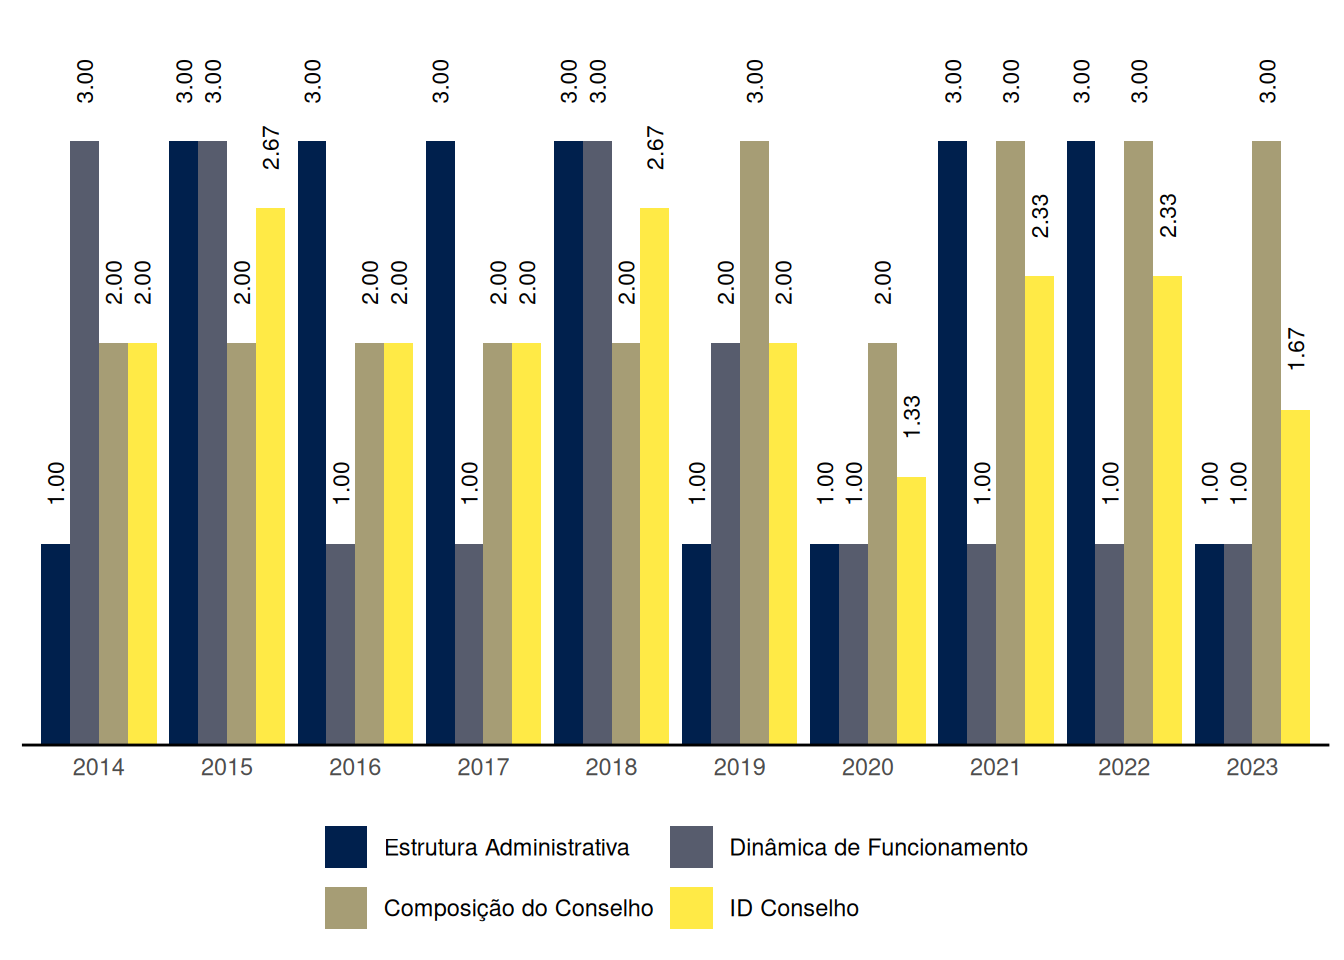 3.00 3.00 3.00 3.00 3.00 3.00 3.00 3.00 3.00 3.00 3.00 3.00 3.00
2.67 2.67
2.33 2.33
2.00 2.00 2.00 2.00 2.00 2.00 2.00 2.00 2.00 2.00 2.00
1.67
1.33
1.00 1.00 1.00 1.00 1.00 1.00 1.00 1.00 1.00 1.00
2014 2015 2016 2017 2018 2019 2020 2021 2022 2023
Estrutura Administrativa Dinâmica de Funcionamento
Composição do Conselho ID Conselho